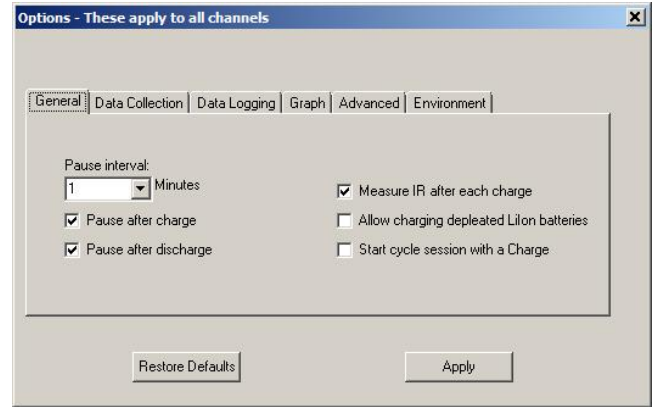 Options - These apply to all channels
General Data Collection Data Logging Graph Advanced Environment
Pause interval:
1 Minutes
Measure IR after each charge
Pause after charge
Allow charging depleated LiIon batteries
Pause after discharge
Start cycle session with a Charge
Restore Defaults
Apply